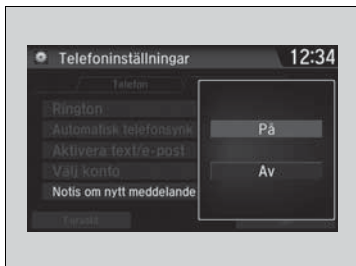 Telefoninställningar
12:34
Telefon
Rington
Automatisk telefonsynk
Aktivera text/e-post
Välj konto
Notis om nytt meddelande
På
Av